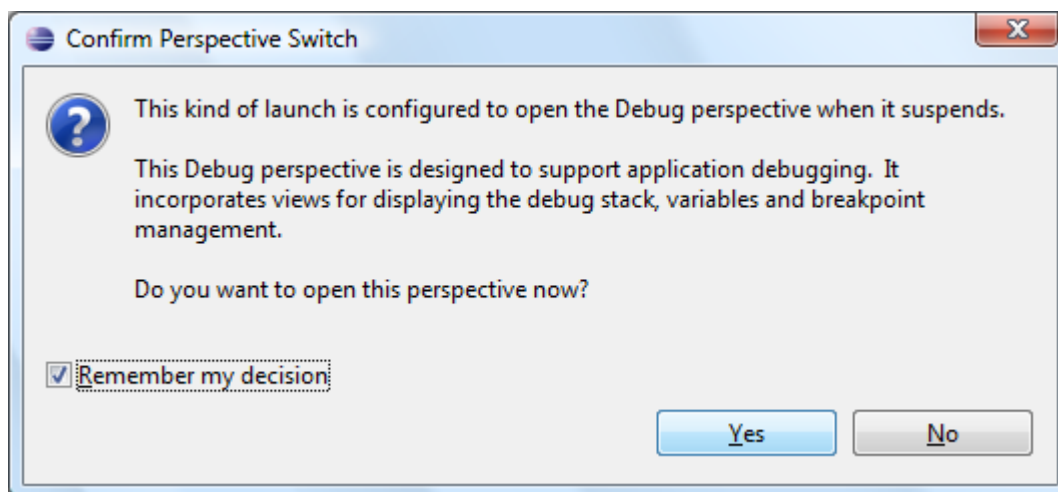 Confirm Perspective Switch
This kind of launch is configured to open the Debug perspective when it suspends.
This Debug perspective is designed to support application debugging.  It
incorporates views for displaying the debug stack, variables and breakpoint
management.
Do you want to open this perspective now?
Remember my decision
Yes No